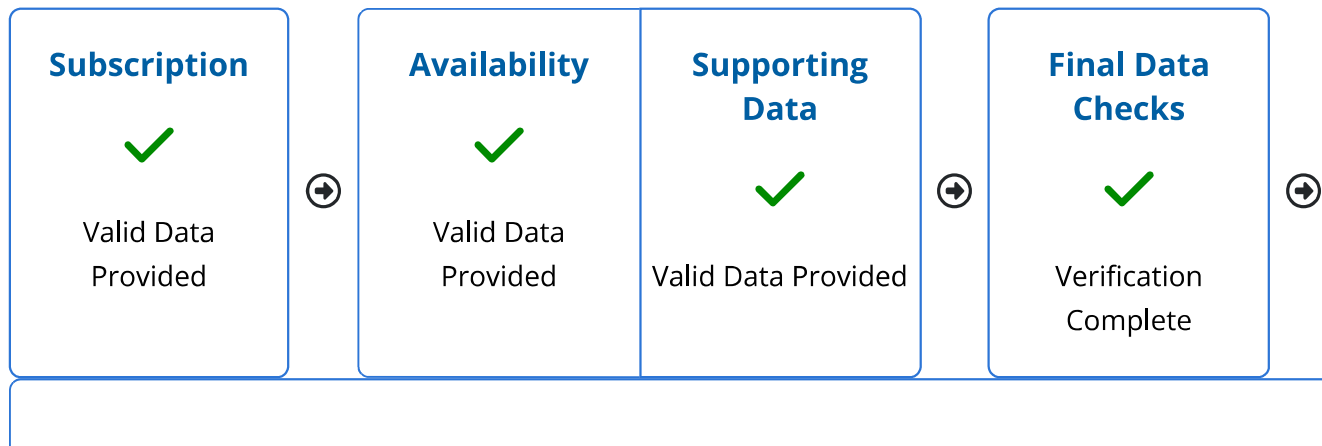 Subscription
Valid Data
Provided
Availability
Valid Data
Provided
Supporting
Data
Valid Data Provided
Final Data
Checks
Verification
Complete